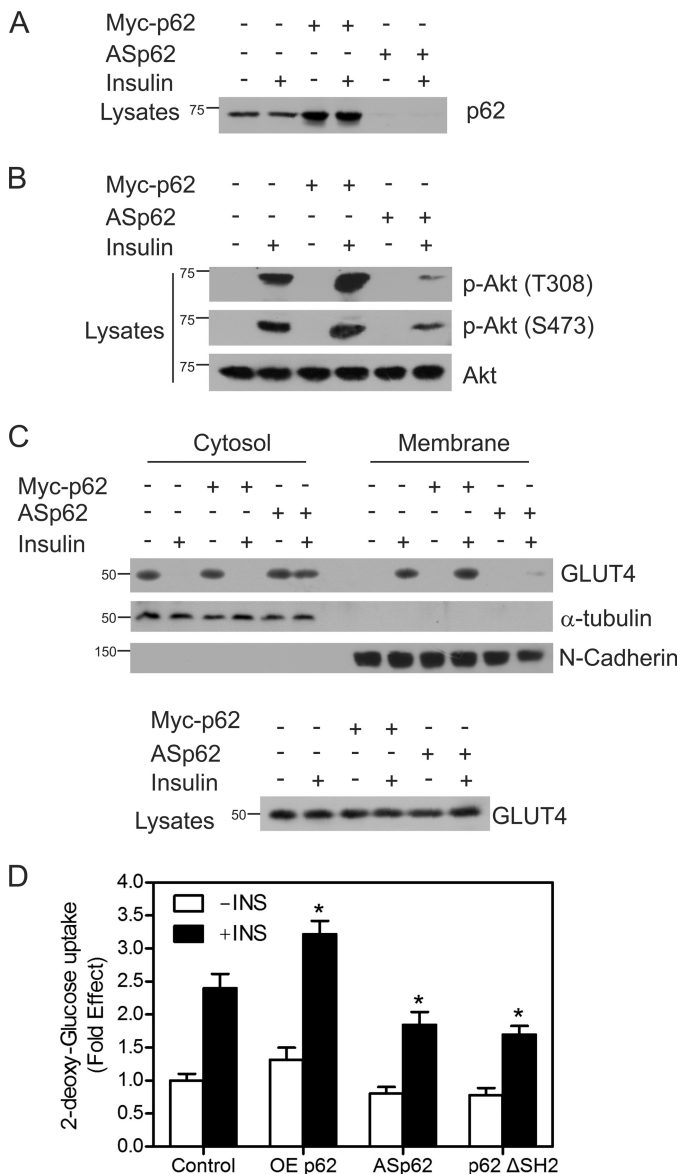 A
Myc-p62 - - + + - -
ASp62 - - - - + +
Insulin - + - + - +
Lysates 75 p62
B
Myc-p62 - - + + - -
ASp62 - - - - + +
Insulin - + - + - +
75 p-Akt (T308)
Lysates
75 p-Akt (S473)
75 Akt
C
Cytosol Membrane
Myc-p62 - - + + - - - - + + - -
ASp62 - - - - + + - - - - + +
Insulin - + - + - + - + - + - +
50 GLUT4
50 α-tubulin
150 N-Cadherin
Myc-p62 - - + + - -
ASp62 - - - - + +
Insulin - + - + - +
Lysates 50 GLUT4
D
2-deoxy-Glucose uptake
(Fold Effect)
4.0
3.5
3.0
2.5
2.0
1.5
1.0
0.5
0.0
-INS
+INS
* * *
Control OE p62 ASp62 p62 ΔSH2